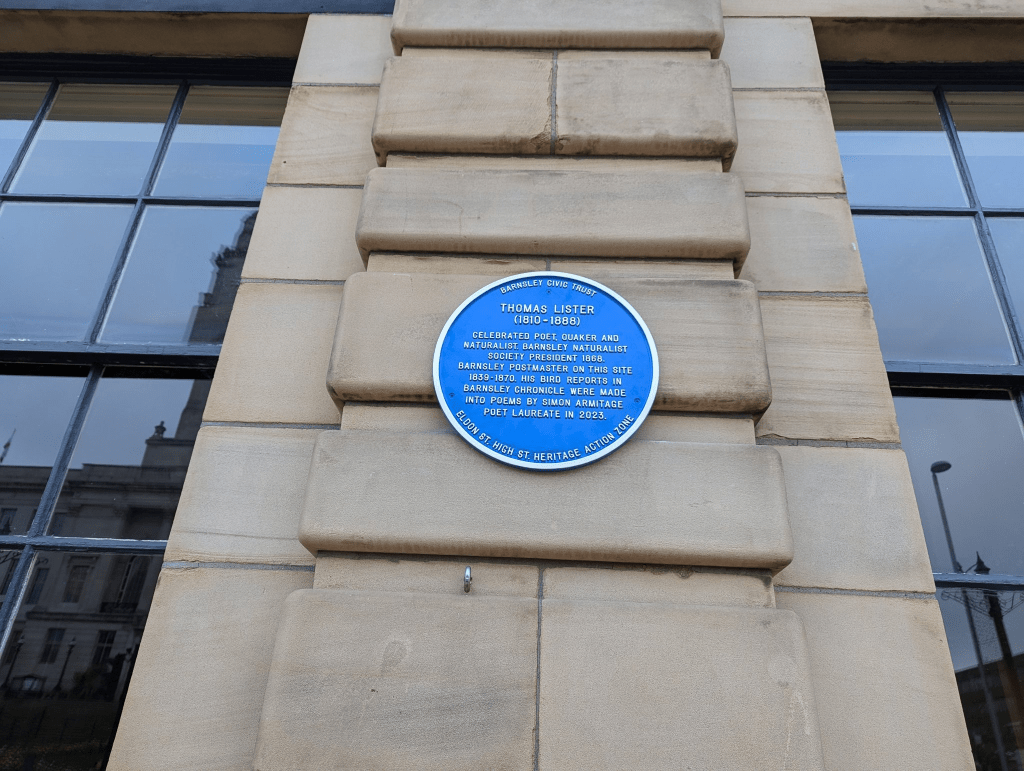 BARNSLEY CIVIC TRUST
THOMAS LISTER
(1810-1888)
CELEBRATED POET, QUAKER AND
NATURALIST. BARNSLEY NATURALIST
SOCIETY PRESIDENT 1868.
BARNSLEY POSTMASTER ON THIS SITE
1839-1870. HIS BIRD REPORTS IN
BARNSLEY CHRONICLE WERE MADE
INTO POEMS BY SIMON ARMITAGE
POET LAUREATE IN 2023.
ELDON ST. HIGH ST. HERITAGE ACTION ZONE